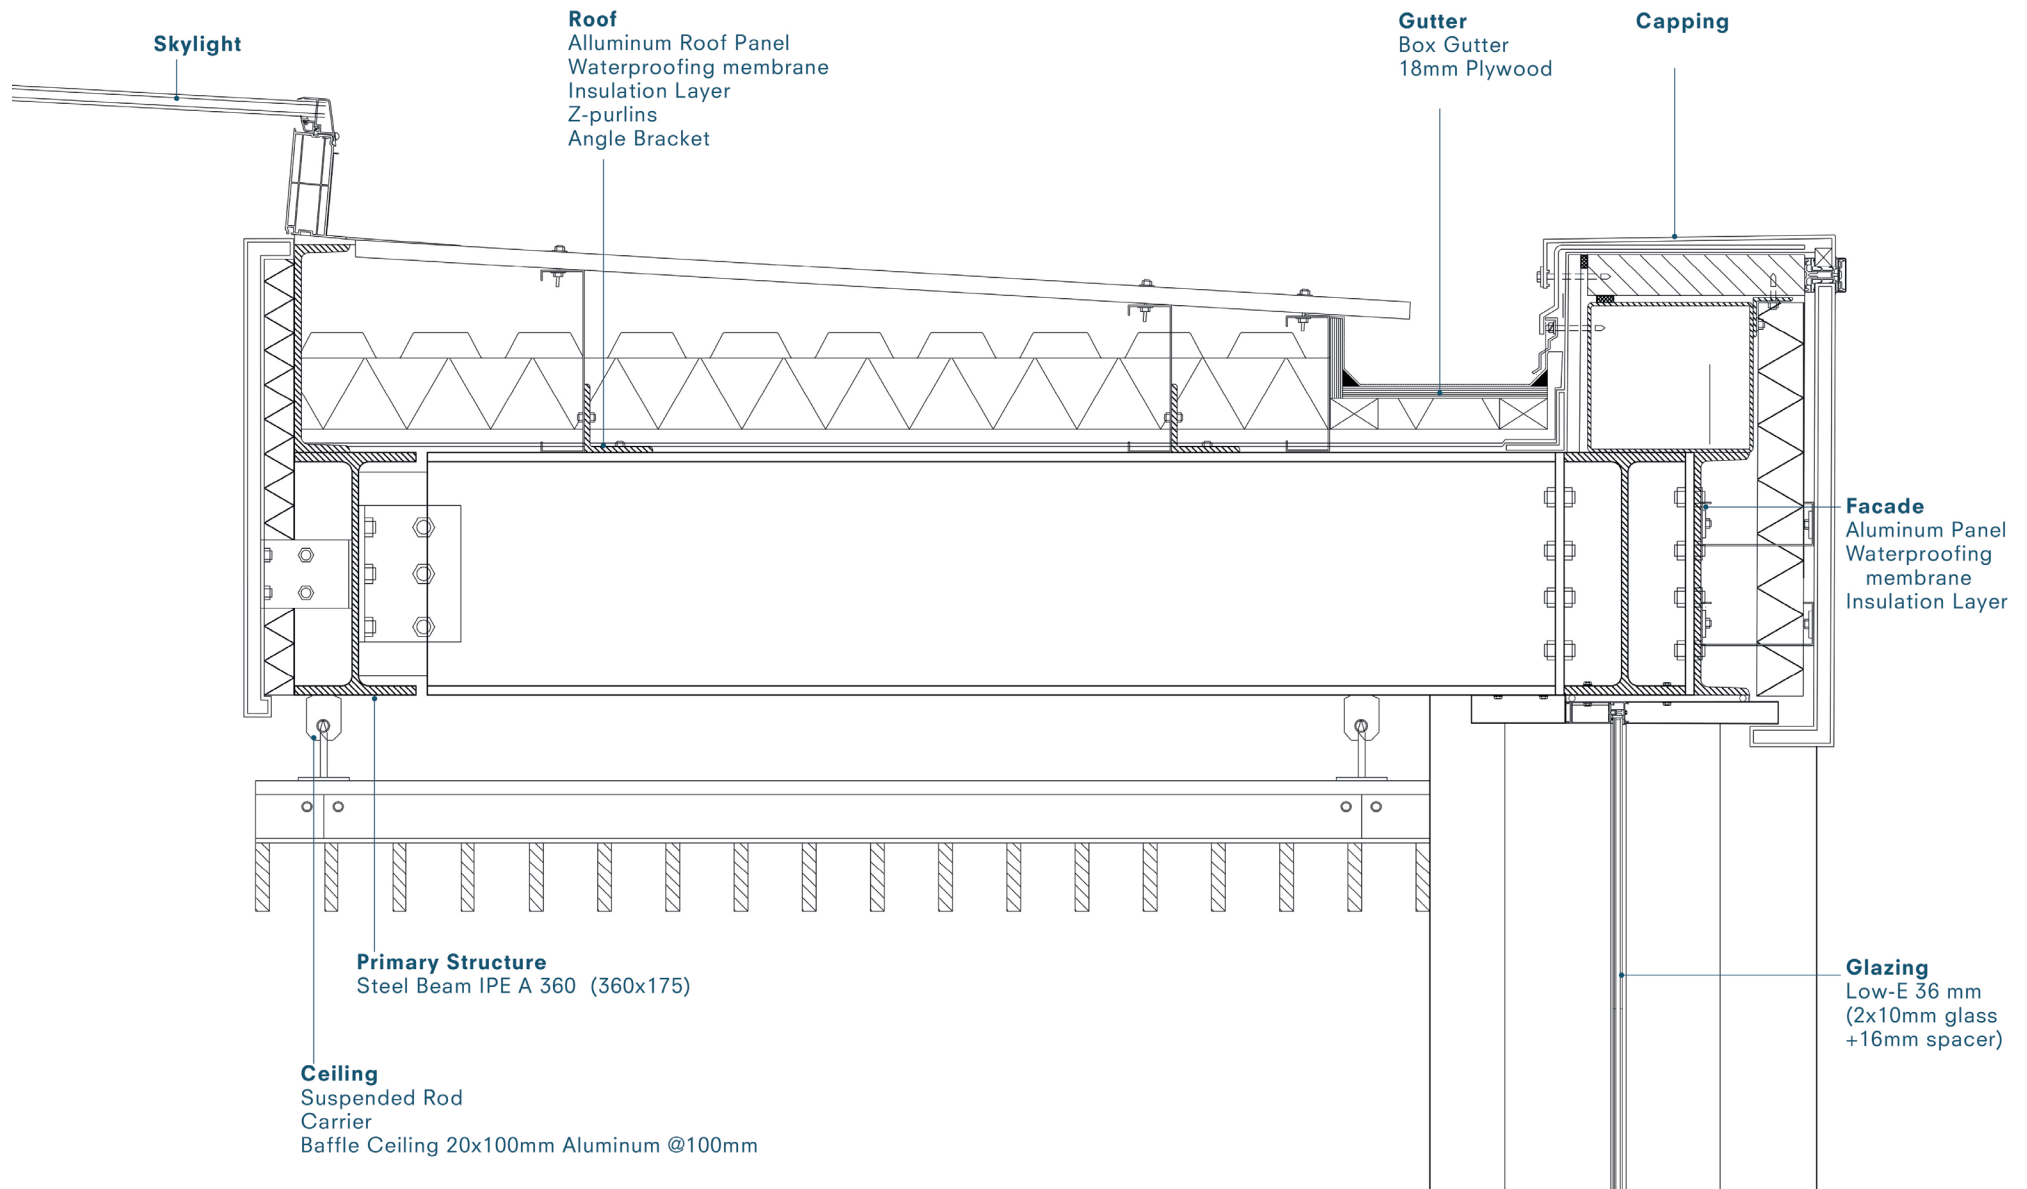 Skylight
Roof
Alluminum Roof Panel
Waterproofing membrane
Insulation Layer
Z-purlins
Angle Bracket
Gutter
Box Gutter
18mm Plywood
Capping
Facade
Aluminum Panel
Waterproofing
membrane
Insulation Layer
Primary Structure
Steel Beam IPE A 360 (360x175)
Glazing
Low-E 36 mm
(2x10mm glass
+16mm spacer)
Ceiling
Suspended Rod
Carrier
Baffle Ceiling 20x100mm Aluminum @100mm